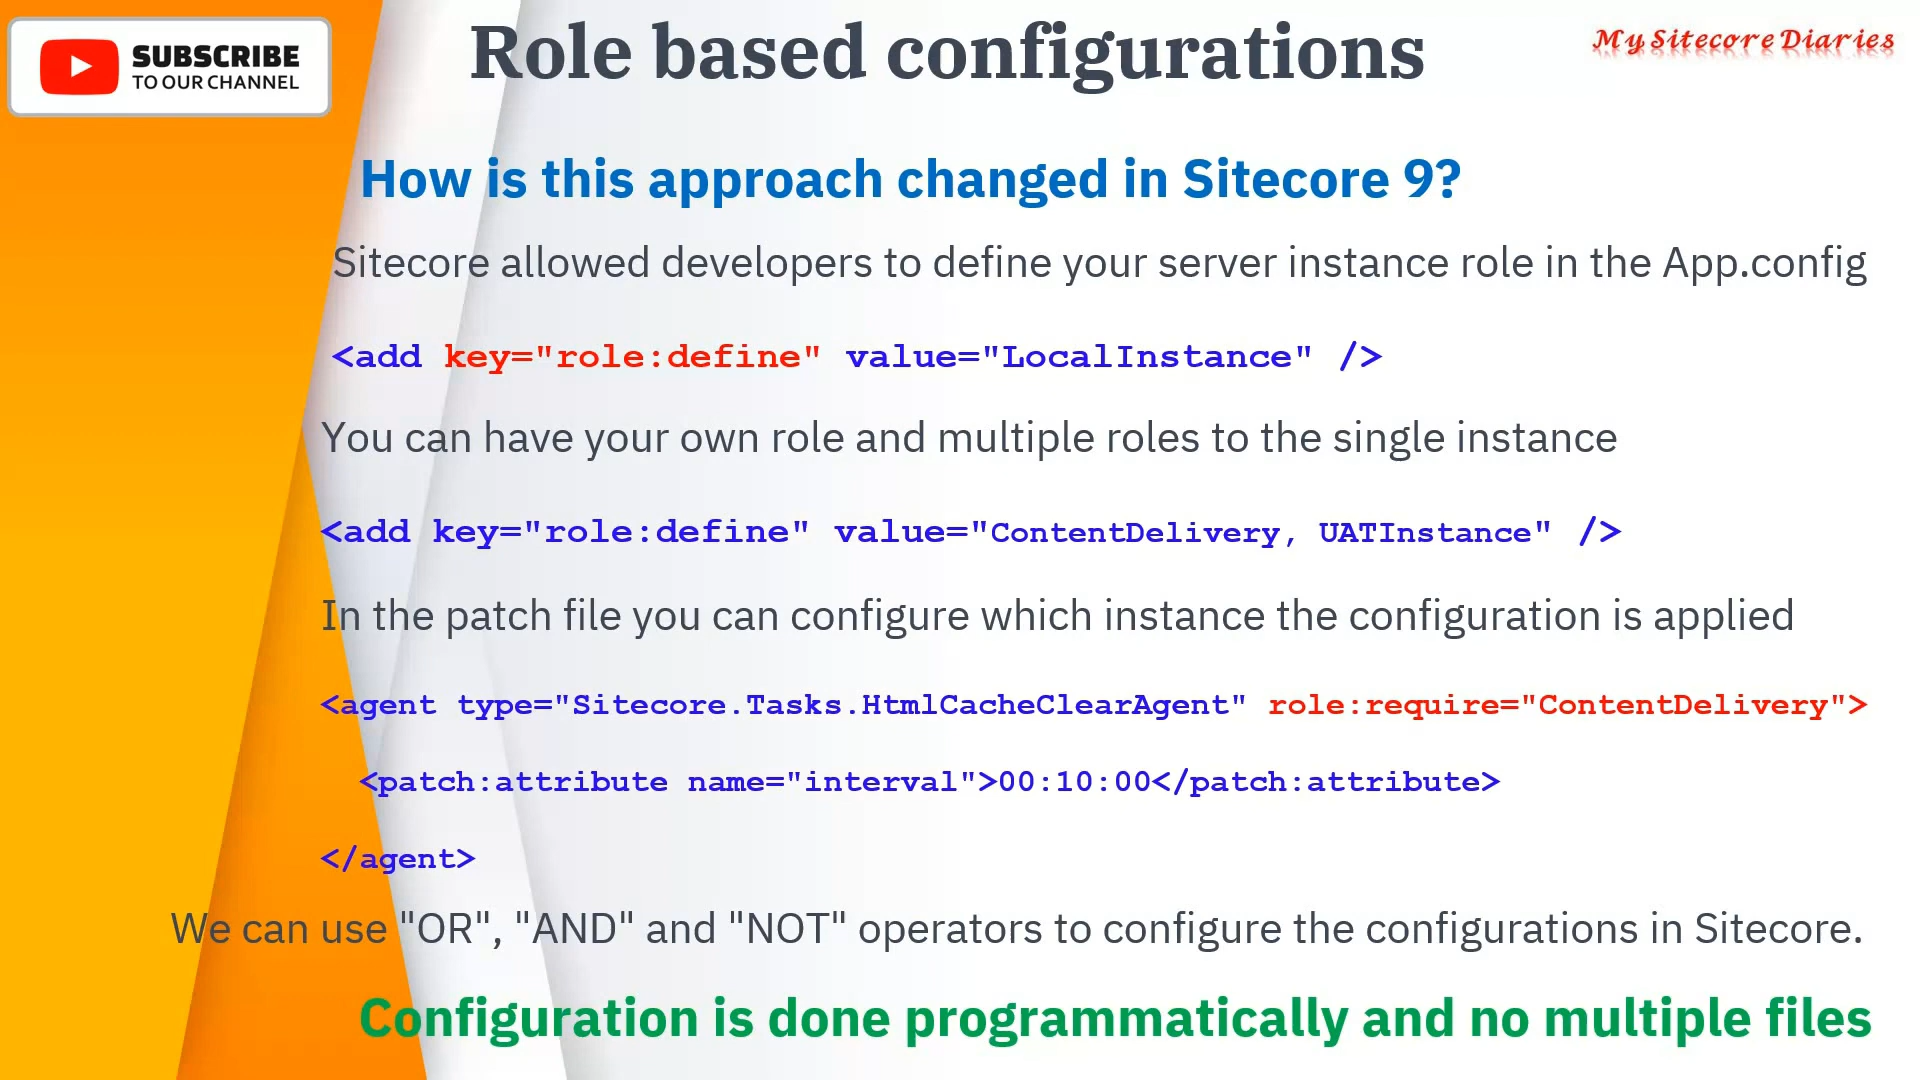 SUBSCRIBE
TO OUR CHANNEL
Role based configurations
My Sitecore Diaries
How is this approach changed in Sitecore 9?
Sitecore allowed developers to define your server instance role in the App.config
<add key="role:define" value="LocalInstance" />
You can have your own role and multiple roles to the single instance
<add key="role:define" value="ContentDelivery, UATInstance" />
In the patch file you can configure which instance the configuration is applied
<agent type="Sitecore.Tasks.HtmlCacheClearAgent" role:require="ContentDelivery">
<patch:attribute name="interval">00:10:00</patch:attribute>
</agent>
We can use "OR", "AND" and "NOT" operators to configure the configurations in Sitecore.
Configuration is done programmatically and no multiple files